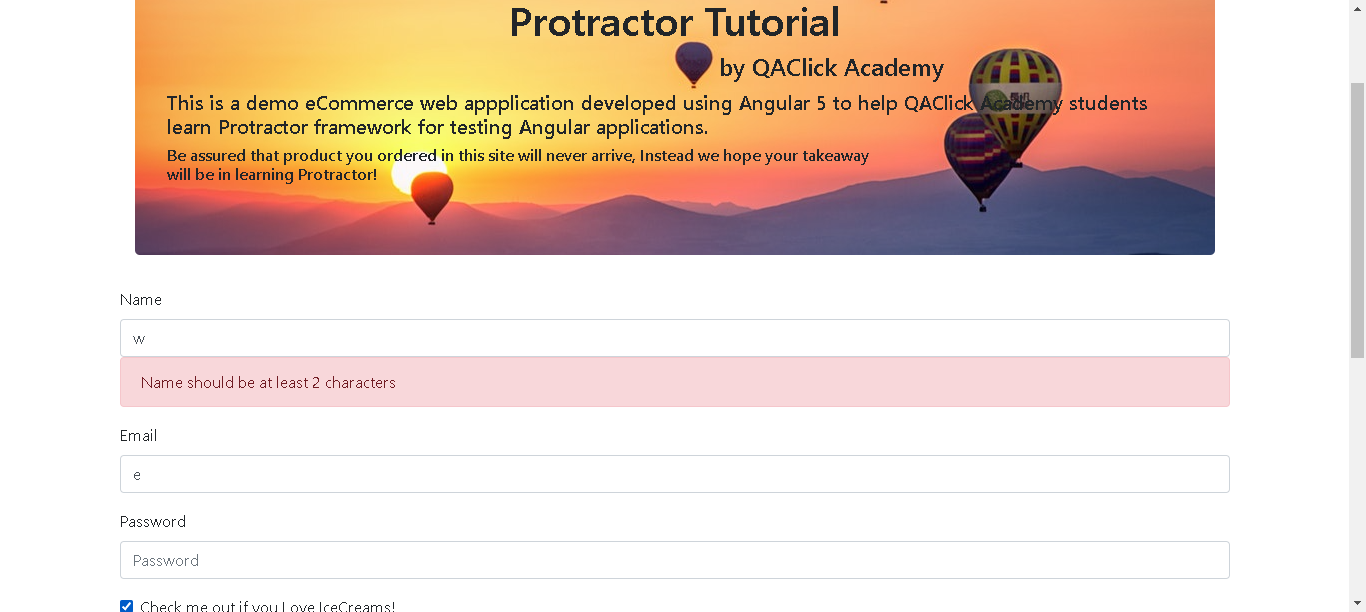 Protractor Tutorial
by QAClick Academy
This is a demo eCommerce web appplication developed using Angular 5 to help QAClick Academy students
learn Protractor framework for testing Angular applications.
Be assured that product you ordered in this site will never arrive, Instead we hope your takeaway
will be in learning Protractor!
Name
w
Name should be at least 2 characters
Email
e
Password
Password
Check me out if you Love IceCreams!